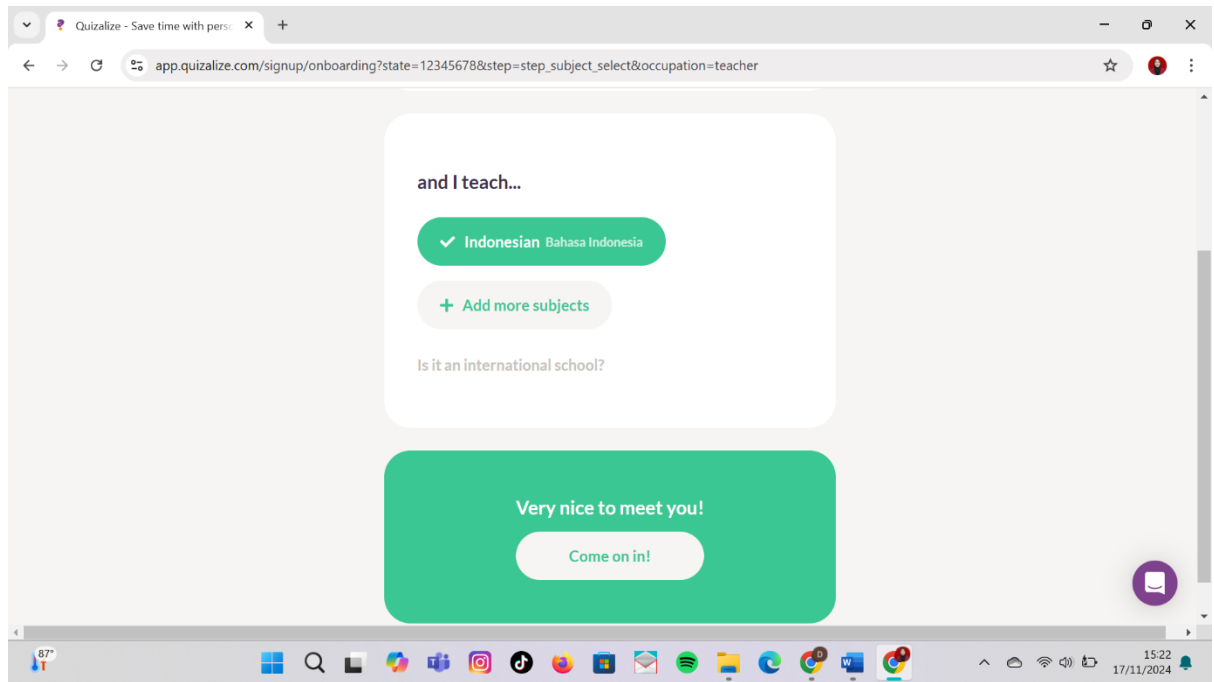 Quizalize - Save time with perso
app.quizalize.com/signup/onboarding?state=12345678&step=step_subject_select&occupation=teacher
and I teach...
Indonesian Bahasa Indonesia
Add more subjects
Is it an international school?
Very nice to meet you!
Come on in!
87°
15:22
17/11/2024